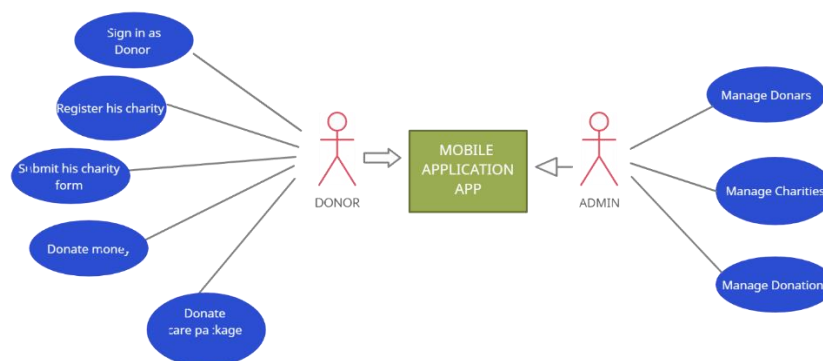 Sign in as
Donor
Register his charity
Submit his charity
form
Donate money
Donate
care package
DONOR
MOBILE
APPLICATION
APP
ADMIN
Manage Donars
Manage Charities
Manage Donation